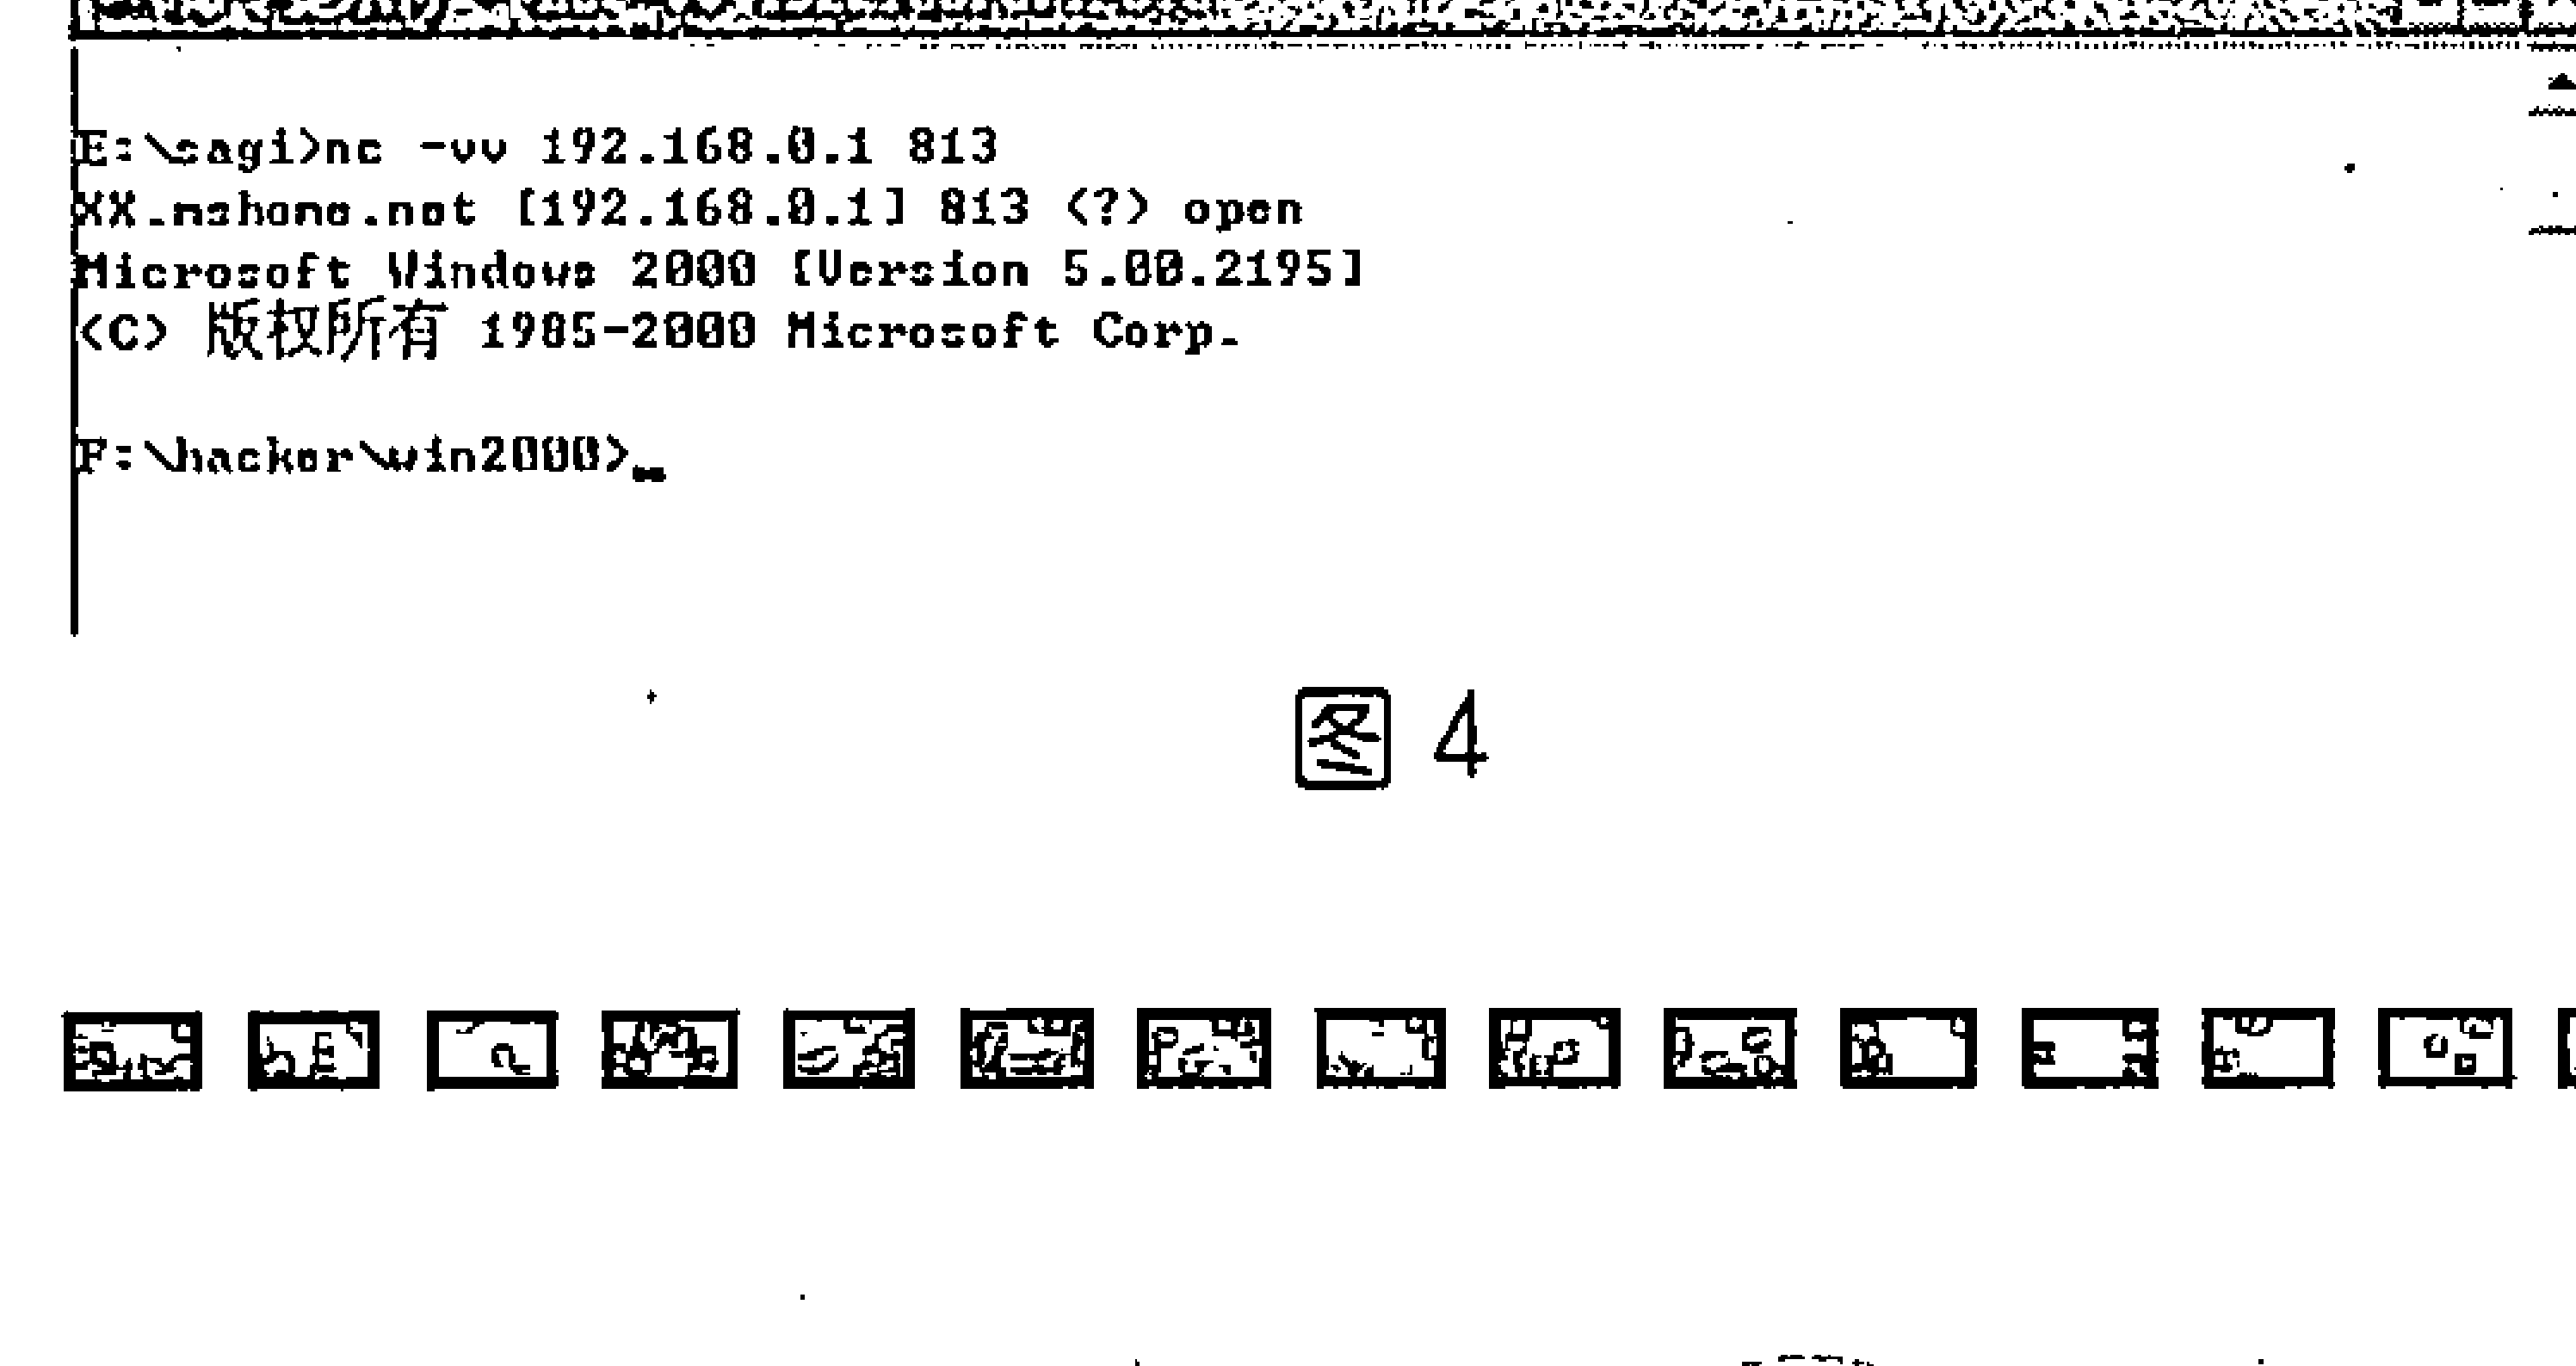 E:\sagi>nc -vv 192.168.0.1 813
XX.mshome.net [192.168.0.1] 813 (?) open
Microsoft Windows 2000 [Version 5.00.2195]
(C) 版权所有 1985-2000 Microsoft Corp.
F:\hacker\win2000>_
图 4